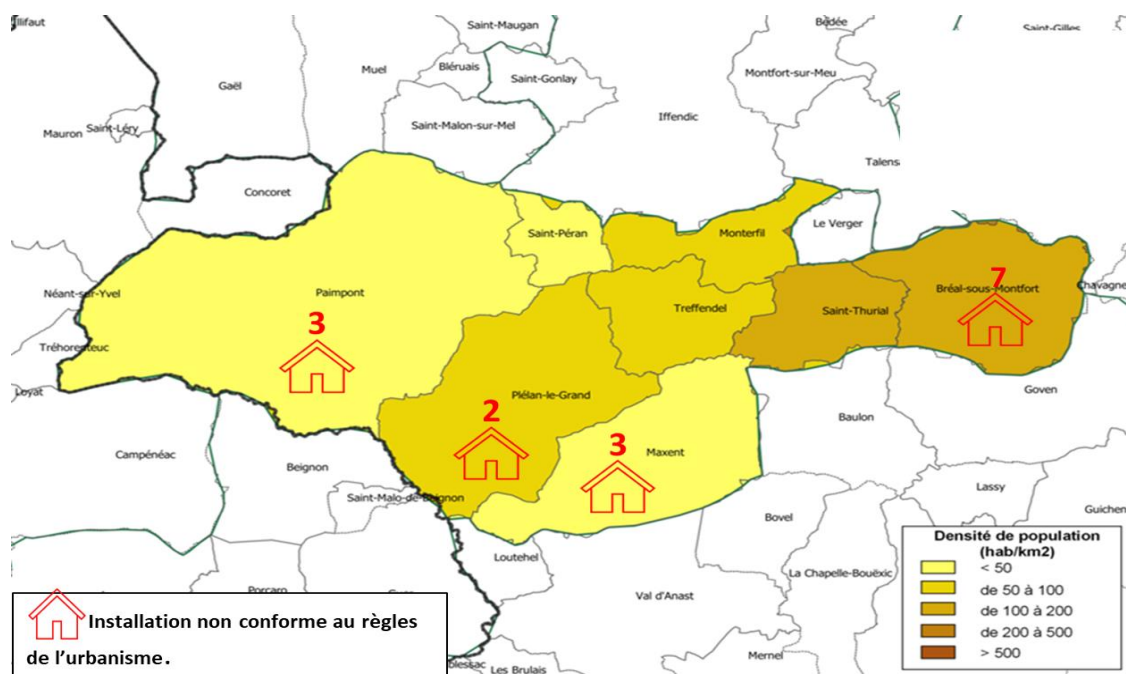 Illifaut
Saint-Maugan
Bédée
Saint-Gilles
Gaël
Muel
Bléruais
Saint-Gonlay
Montfort-sur-Meu
Mauron
Saint-Léry
Saint-Malon-sur-Mel
Iffendic
Talens
Concoret
Le Verger
Saint-Péran
Monterfil
Néant-sur-Yvel
Paimpont
7
Bréal-sous-Montfort
Chavagne
Treffendel
Saint-Thurial
3
Tréhorenteuc
Loyat
Plélan-le-Grand
Goven
2
Baulon
3
Maxent
Campénéac
Beignon
Saint-Malo-de-Beignon
Lassy
Guichen
Bovel
Loutehel
La Chapelle-Bouëxic
Porcaro
Val d'Anast
Mernel
blessac
Les Brulais
Densité de population
(hab/km2)
< 50
de 50 à 100
de 100 à 200
de 200 à 500
> 500
Installation non conforme au règles
de l'urbanisme.